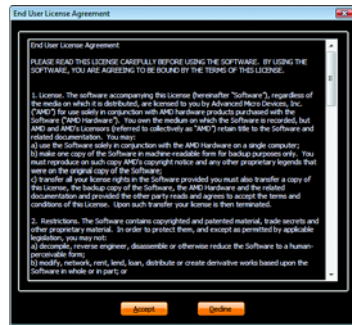 End User License Agreement
End User License Agreement
PLEASE READ THIS LICENSE CAREFULLY BEFORE USING THE SOFTWARE. BY USING THE
SOFTWARE, YOU ARE AGREEING TO BE BOUND BY THE TERMS OF THIS LICENSE.
1. License. The software accompanying this License (hereinafter "Software"), regardless of
the media on which it is distributed, are licensed to you by Advanced Micro Devices, Inc.
("AMD") for use solely in conjunction with AMD hardware products purchased with the
Software ("AMD Hardware"). You own the medium on which the Software is recorded, but
AMD and AMD's Licensors (referred to collectively as "AMD") retain title to the Software and
related documentation. You may:
a) use the Software solely in conjunction with the AMD Hardware on a single computer;
b) make one copy of the Software in machine-readable form for backup purposes only. You
must reproduce on such copy AMD's copyright notice and any other proprietary legends that
were on the original copy of the Software;
c) transfer all your license rights in the Software provided you must also transfer a copy of
this License, the backup copy of the Software, the AMD Hardware and the related
documentation and provided the other party reads and agrees to accept the terms and
conditions of this License. Upon such transfer your license is then terminated.
2. Restrictions. The Software contains copyrighted and patented material, trade secrets and
other proprietary material. In order to protect them, and except as permitted by applicable
legislation, you may not:
a) decompile, reverse engineer, disassemble or otherwise reduce the Software to a human-
perceivable form;
b) modify, network, rent, lend, loan, distribute or create derivative works based upon the
Software in whole or in part; or
Accept Decline